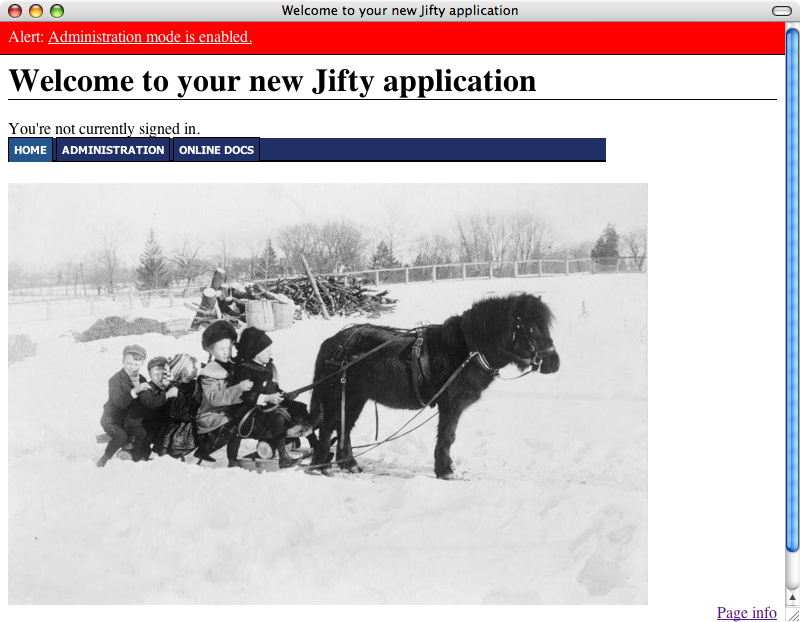 Welcome to your new Jifty application
Alert: Administration mode is enabled.
Welcome to your new Jifty application
You're not currently signed in.
HOME ADMINISTRATION ONLINE DOCS
Page info